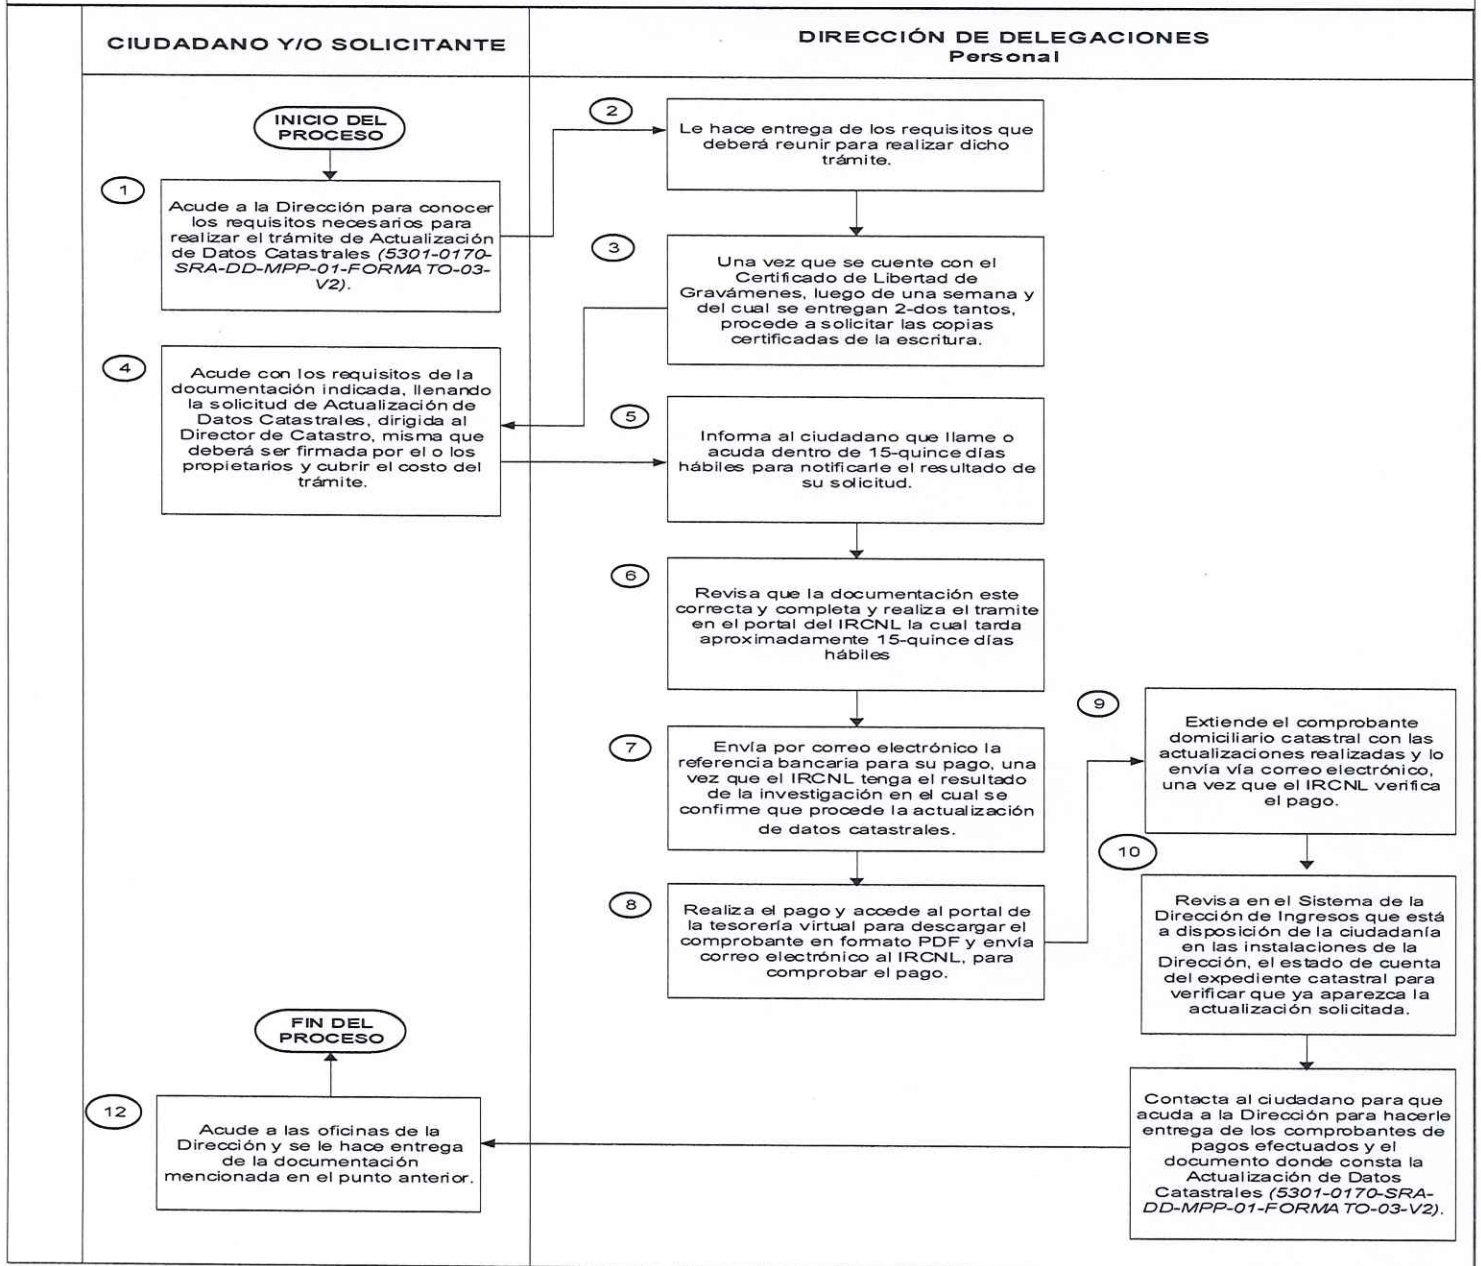 CIUDADANO Y/O SOLICITANTE
DIRECCIÓN DE DELEGACIONES
Personal
INICIO DEL
PROCESO
1
Acude a la Dirección para conocer
los requisitos necesarios para
realizar el trámite de Actualización
de Datos Catastrales (5301-0170-
SRA-DD-MPP-01-FORMATO-03-
V2).
2
Le hace entrega de los requisitos que
deberá reunir para realizar dicho
trámite.
3
Una vez que se cuente con el
Certificado de Libertad de
Gravámenes, luego de una semana y
del cual se entregan 2-dos tantos,
procede a solicitar las copias
certificadas de la escritura.
4
Acude con los requisitos de la
documentación indicada, llenando
la solicitud de Actualización de
Datos Catastrales, dirigida al
Director de Catastro, misma que
deberá ser firmada por el o los
propietarios y cubrir el costo del
trámite.
5
Informa al ciudadano que llame o
acuda dentro de 15-quince días
hábiles para notificarle el resultado de
su solicitud.
6
Revisa que la documentación este
correcta y completa y realiza el tramite
en el portal del IRCNL la cual tarda
aproximadamente 15-quince días
hábiles
7
Envía por correo electrónico la
referencia bancaria para su pago, una
vez que el IRCNL tenga el resultado
de la investigación en el cual se
confirme que procede la actualización
de datos catastrales.
8
Realiza el pago y accede al portal de
la tesorería virtual para descargar el
comprobante en formato PDF y envía
correo electrónico al IRCNL, para
comprobar el pago.
9
Extiende el comprobante
domiciliario catastral con las
actualizaciones realizadas y lo
envía vía correo electrónico,
una vez que el IRCNL verifica
el pago.
10
Revisa en el Sistema de la
Dirección de Ingresos que está
a disposición de la ciudadanía
en las instalaciones de la
Dirección, el estado de cuenta
del expediente catastral para
verificar que ya aparezca la
actualización solicitada.
Contacta al ciudadano para que
acuda a la Dirección para hacerle
entrega de los comprobantes de
pagos efectuados y el
documento donde consta la
Actualización de Datos
Catastrales (5301-0170-SRA-
DD-MPP-01-FORMATO-03-V2).
12
Acude a las oficinas de la
Dirección y se le hace entrega
de la documentación
mencionada en el punto anterior.
FIN DEL
PROCESO